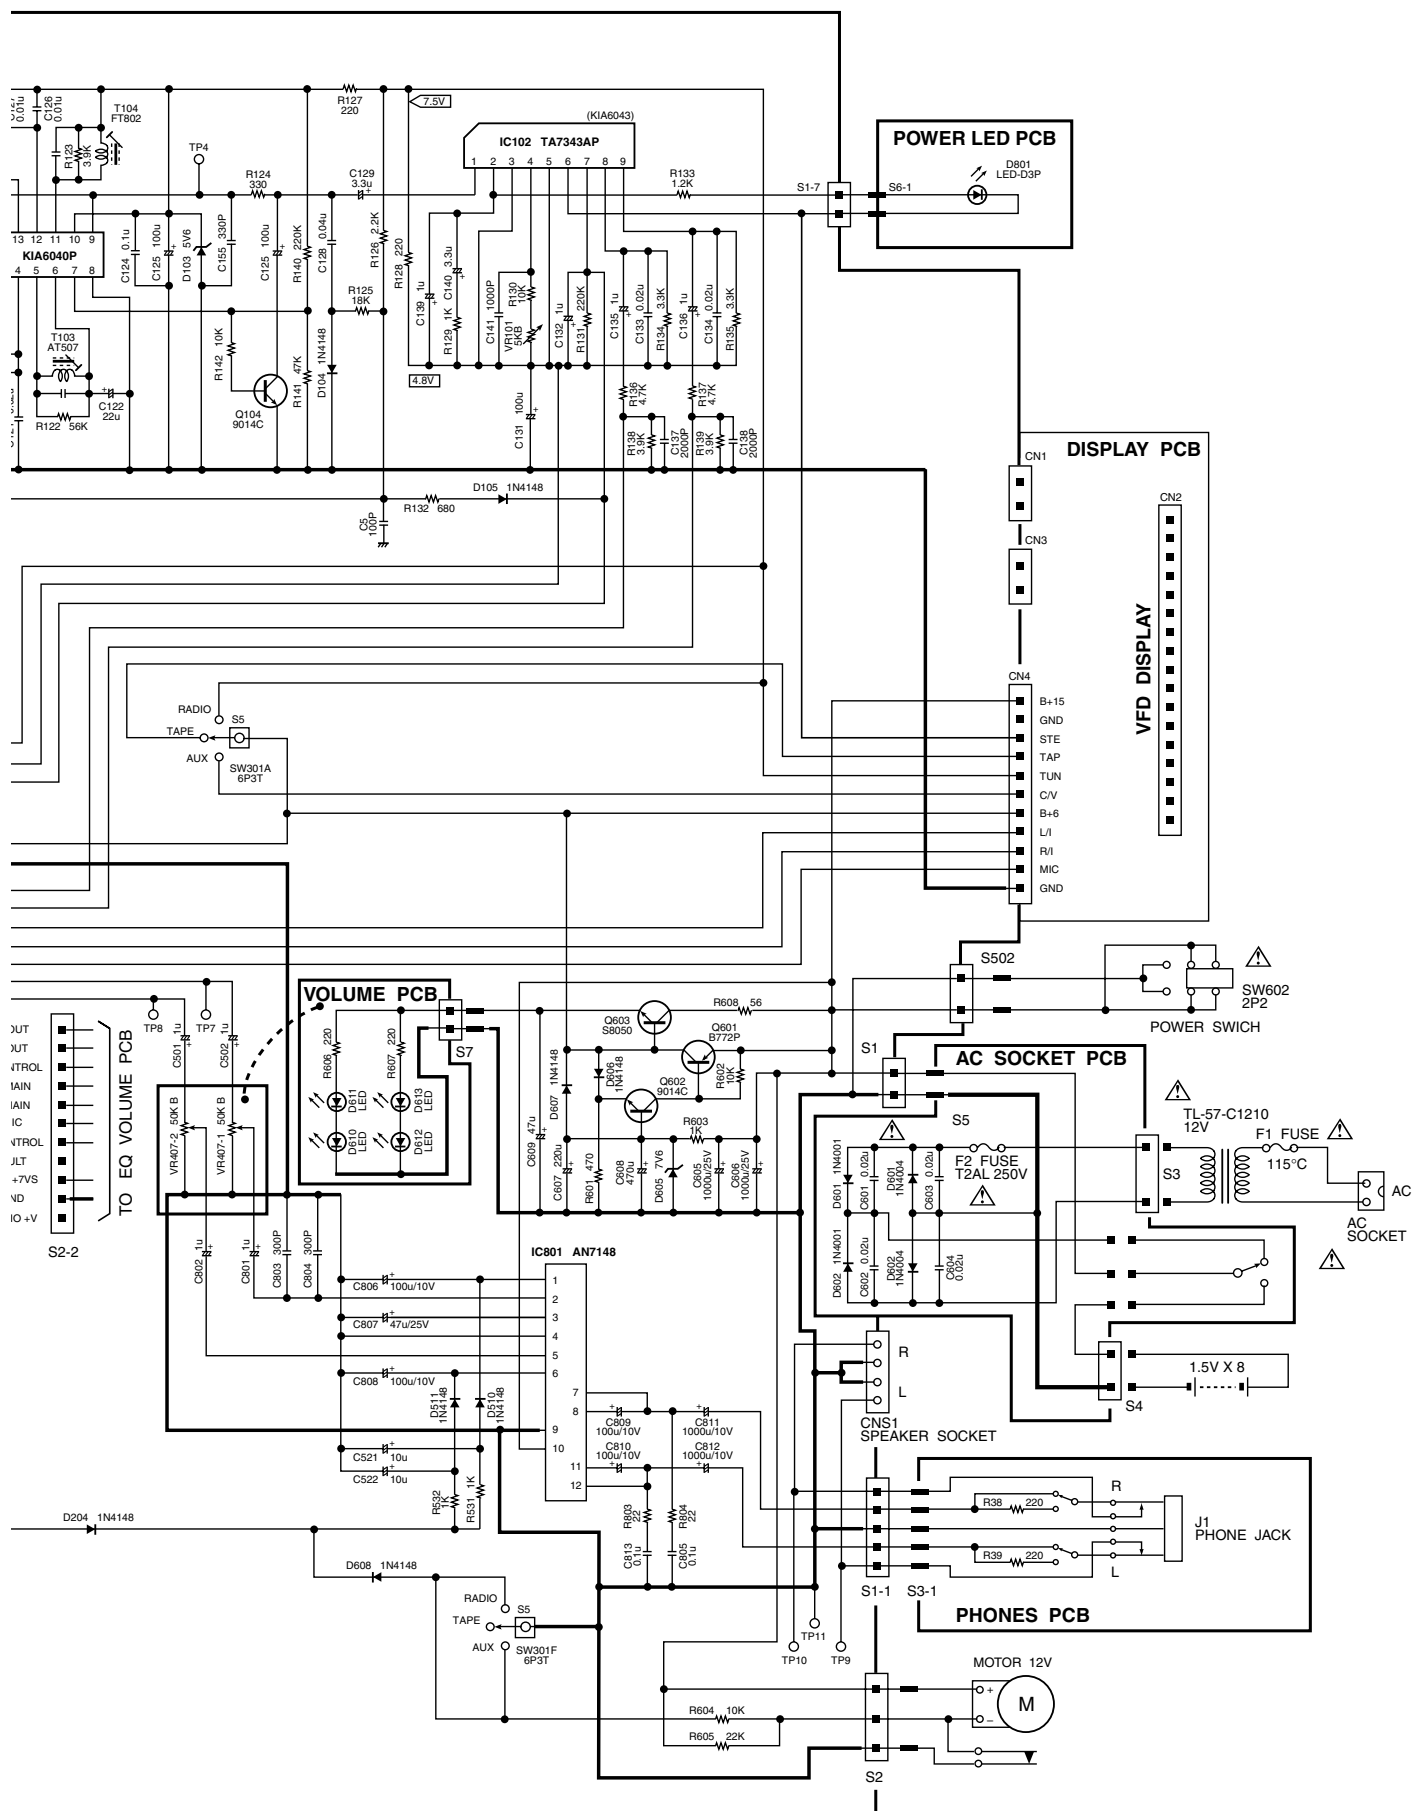 C126
0.01u
0.01u
T104
FT802
R123
3.9K
R127
220
7.5V
(KIA6043)
IC102 TA7343AP
1 2 3 4 5 6 7 8 9
POWER LED PCB
D801
LED-D3P
S1-7
S6-1
TP4
R124
330
C129
3.3u
R133
1.2K
13 12 11 10 9
KIA6040P
4 5 6 7 8
C124 0.1u
C125 100u
D103 5V6
C155 330P
C125 100u
R140 220K
C128 0.04u
R126 2.2K
R128 220
C139 1u
C140 3.3u
R129 1K
C141 1000P
R130
10K
VR101
5KB
C132 1u
R131 220K
C135 1u
C133 0.02u
R134 3.3K
C136 1u
C134 0.02u
R135 3.3K
R125
18K
T103
AT507
R142 10K
R141 47K
D104 1N4148
4.8V
C122
22u
R122 56K
Q104
9014C
C131 100u
R136
4.7K
R137
4.7K
R138
3.9K
C137
2000P
R139
3.9K
C138
2000P
DISPLAY PCB
CN1
CN2
CN3
VFD DISPLAY
D105 1N4148
R132 680
C5
100P
CN4
B+15
GND
STE
TAP
TUN
C/V
B+6
L/I
R/I
MIC
GND
RADIO
S5
TAPE
AUX
SW301A
6P3T
S502
SW602
2P2
POWER SWICH
VOLUME PCB
S7
R606 220
R607 220
D611
LED
D613
LED
D610
LED
D612
LED
Q603
S8050
R608 56
Q601
B772P
D607 1N4148
D606
1N4148
Q602
9014C
R602
10K
R603
1K
C609 47u
C607 220u
R601 470
C608
470u
D605 7V6
C605
1000u/25V
C606
1000u/25V
S1
AC SOCKET PCB
S5
F2 FUSE
T2AL 250V
D601 1N4001
C601 0.02u
D601
1N4004
C603 0.02u
D602 1N4001
C602 0.02u
D602
1N4004
C604
0.02u
S3
TL-57-C1210
12V
F1 FUSE
115°C
AC
AC
SOCKET
1.5V X 8
S4
TP8
TP7
C501 1u
C502 1u
VR407-2 50K B
VR407-1 50K B
C802 1u
C801 1u
C803 300P
C804 300P
NTROL
NTROL
+7VS
TO EQ VOLUME PCB
S2-2
IC801 AN7148
1
2
3
4
5
6
7
8
9
10
11
12
C806 100u/10V
C807 47u/25V
C808 100u/10V
D511
1N4148
D510
1N4148
C521 10u
C522 10u
R532
1K
R531 1K
C809
100u/10V
C810
100u/10V
C811
1000u/10V
C812
1000u/10V
R803
22
R804
22
C813
0.1u
C805
0.1u
R
L
CNS1
SPEAKER SOCKET
R38 220
R39 220
R
L
J1
PHONE JACK
S1-1
S3-1
PHONES PCB
D204 1N4148
D608 1N4148
RADIO
S5
TAPE
AUX
SW301F
6P3T
TP10
TP11
TP9
MOTOR 12V
+
M
–
R604 10K
R605 22K
S2